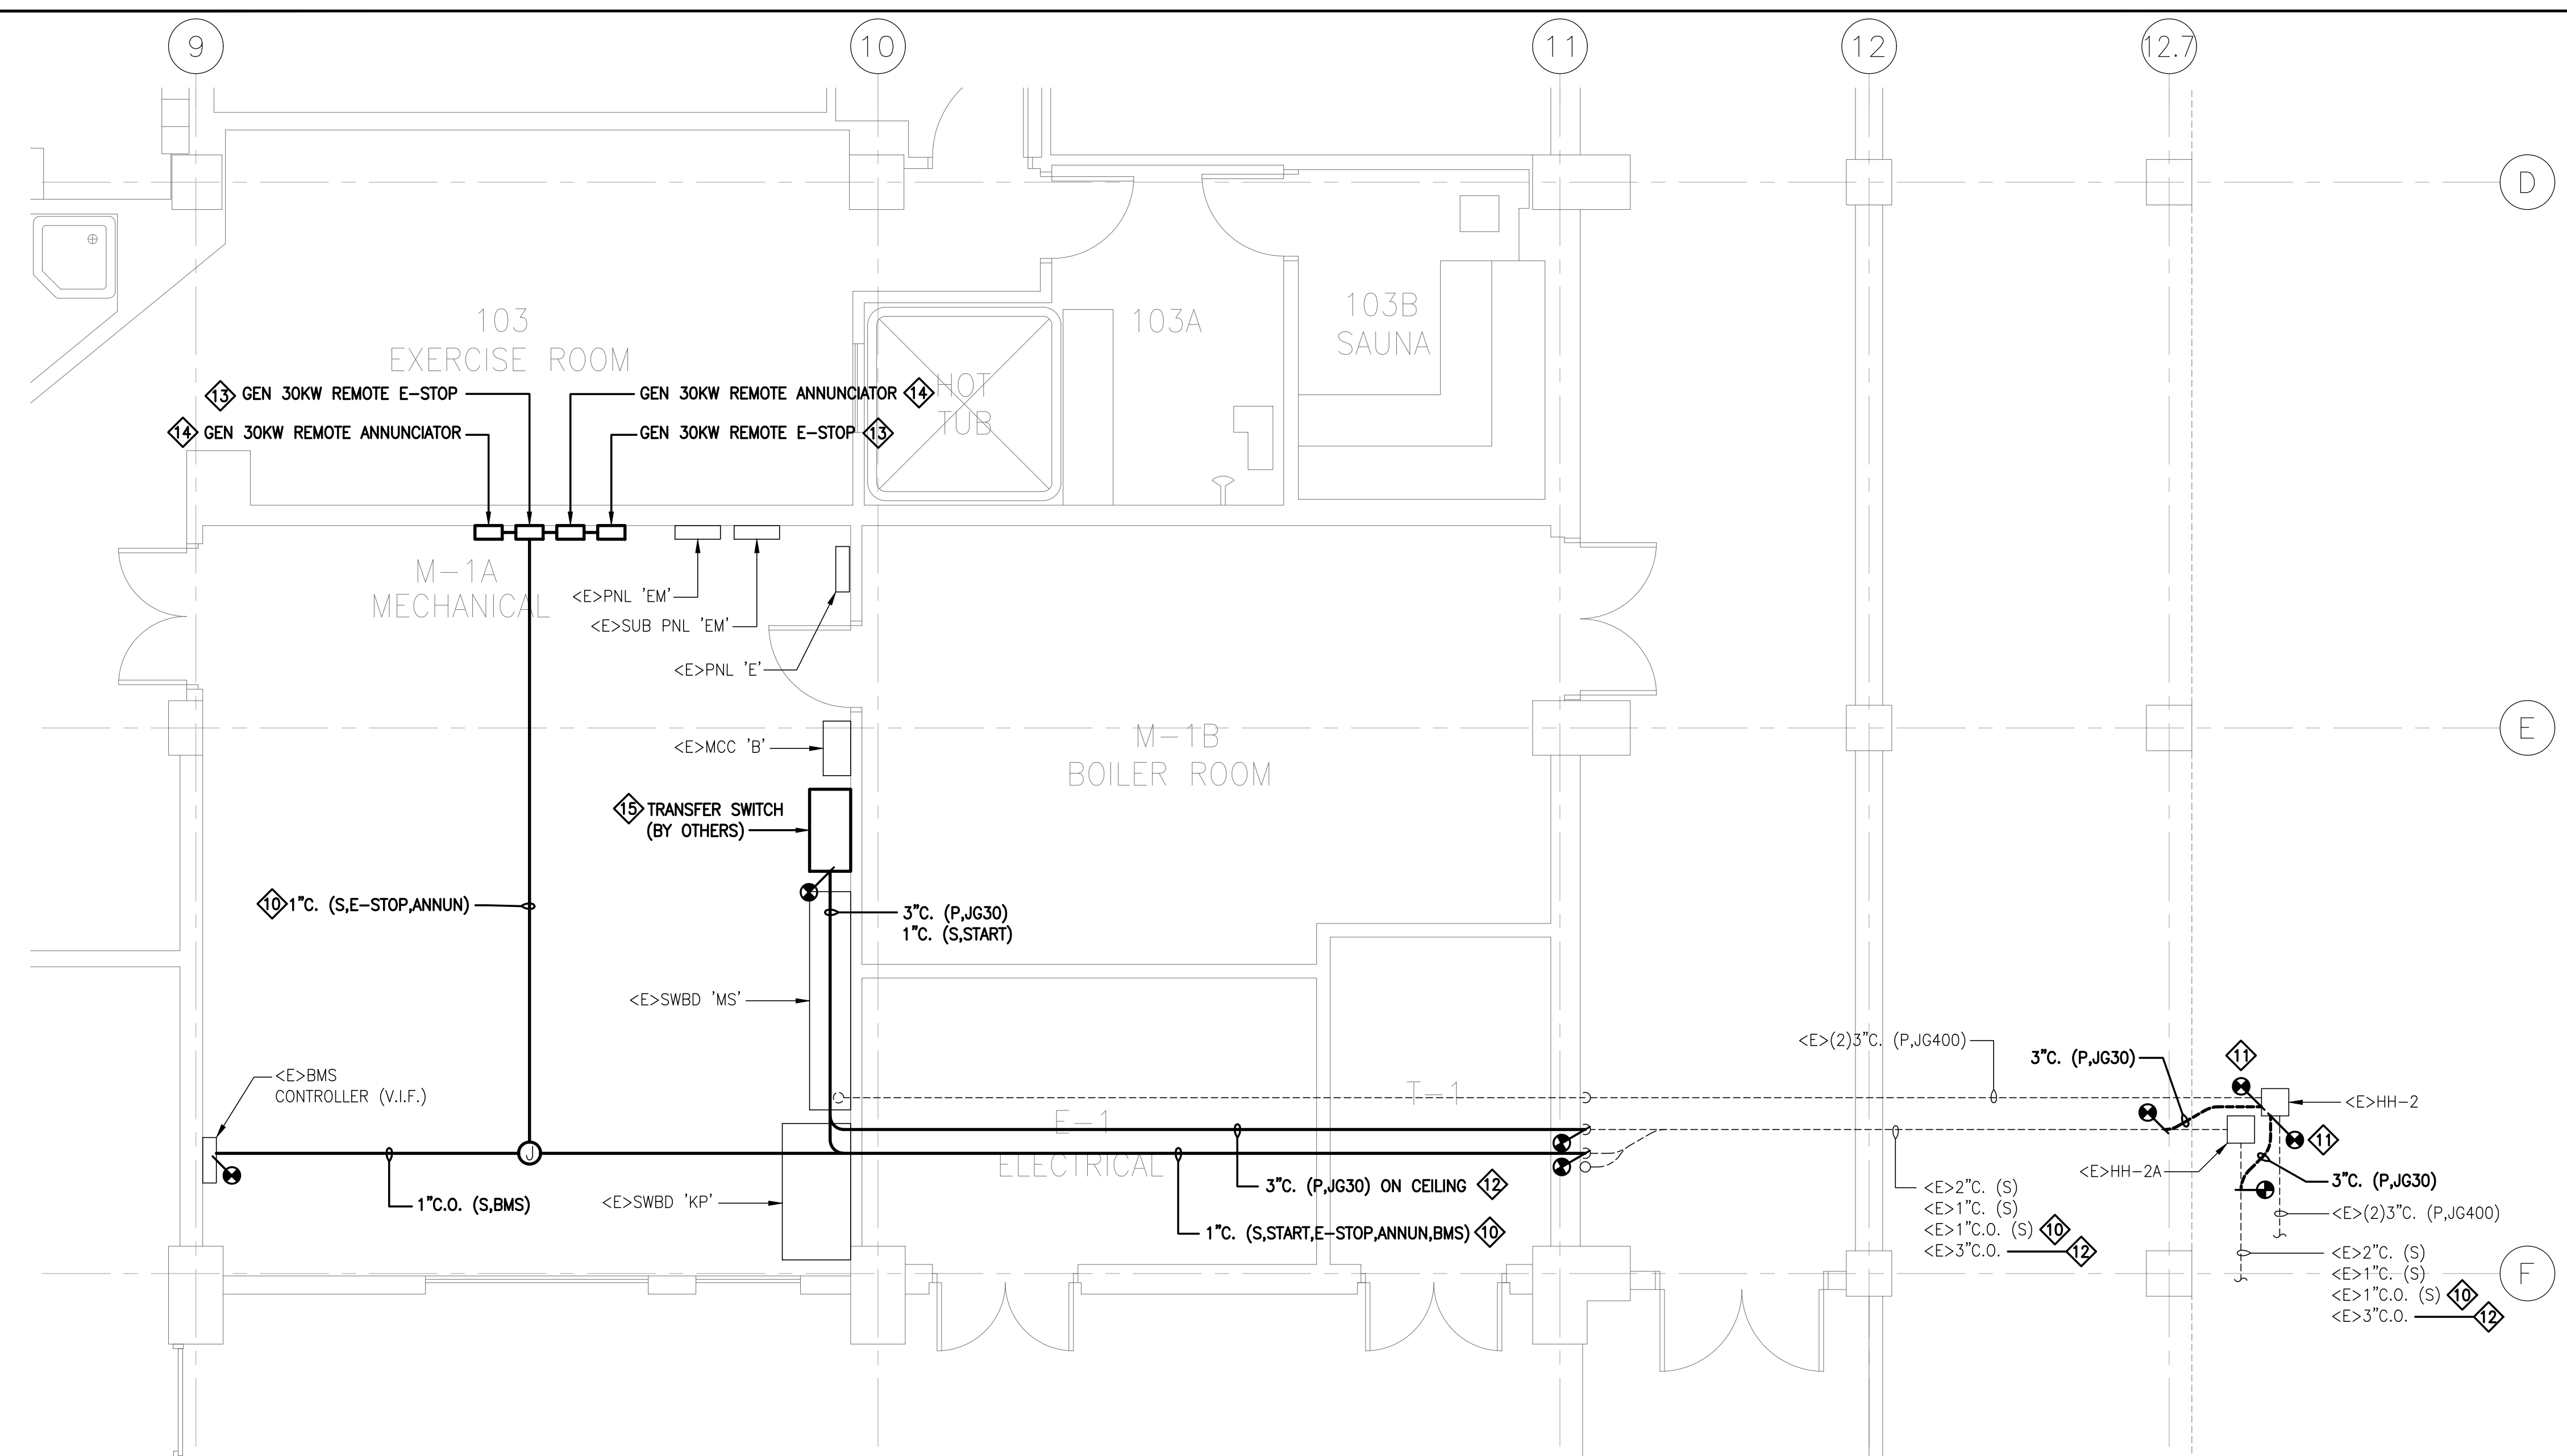 9
10
11
12
12.7
D
103
EXERCISE ROOM
103A
103B
SAUNA
HOT
TUB
13 GEN 30KW REMOTE E-STOP
GEN 30KW REMOTE ANNUNCIATOR 14
14 GEN 30KW REMOTE ANNUNCIATOR
GEN 30KW REMOTE E-STOP 13
M-1A
MECHANICAL
<E>PNL 'EM'
<E>SUB PNL 'EM'
<E>PNL 'E'
E
<E>MCC 'B'
M-1B
BOILER ROOM
15 TRANSFER SWITCH
(BY OTHERS)
10 1"C. (S,E-STOP,ANNUN)
3"C. (P,JG30)
1"C. (S,START)
<E>SWBD 'MS'
<E>(2)3"C. (P,JG400)
3"C. (P,JG30)
11
<E>BMS
CONTROLLER (V.I.F.)
T-1
<E>HH-2
E-1
ELECTRICAL
J
11
<E>HH-2A
3"C. (P,JG30)
1"C.O. (S,BMS)
<E>SWBD 'KP'
3"C. (P,JG30) ON CEILING 12
1"C. (S,START,E-STOP,ANNUN,BMS) 10
<E>2"C. (S)
<E>1"C. (S)
<E>1"C.O. (S) 10
<E>3"C.O. 12
<E>(2)3"C. (P,JG400)
<E>2"C. (S)
<E>1"C. (S)
<E>1"C.O. (S) 10
<E>3"C.O. 12
F